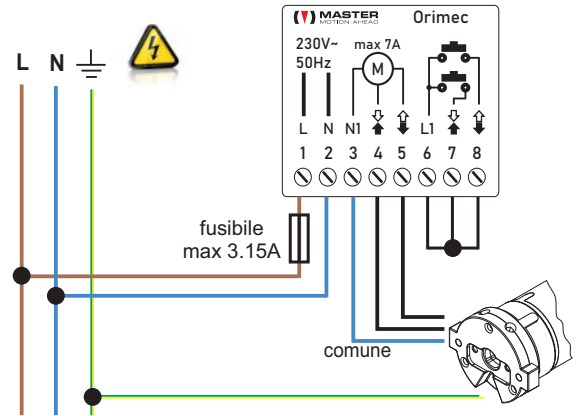 MASTER
MOTION AHEAD
Orimec
230V~
50Hz
max 7A
M
L N N1 L1
1 2 3 4 5 6 7 8
L N
fusibile
max 3.15A
comune